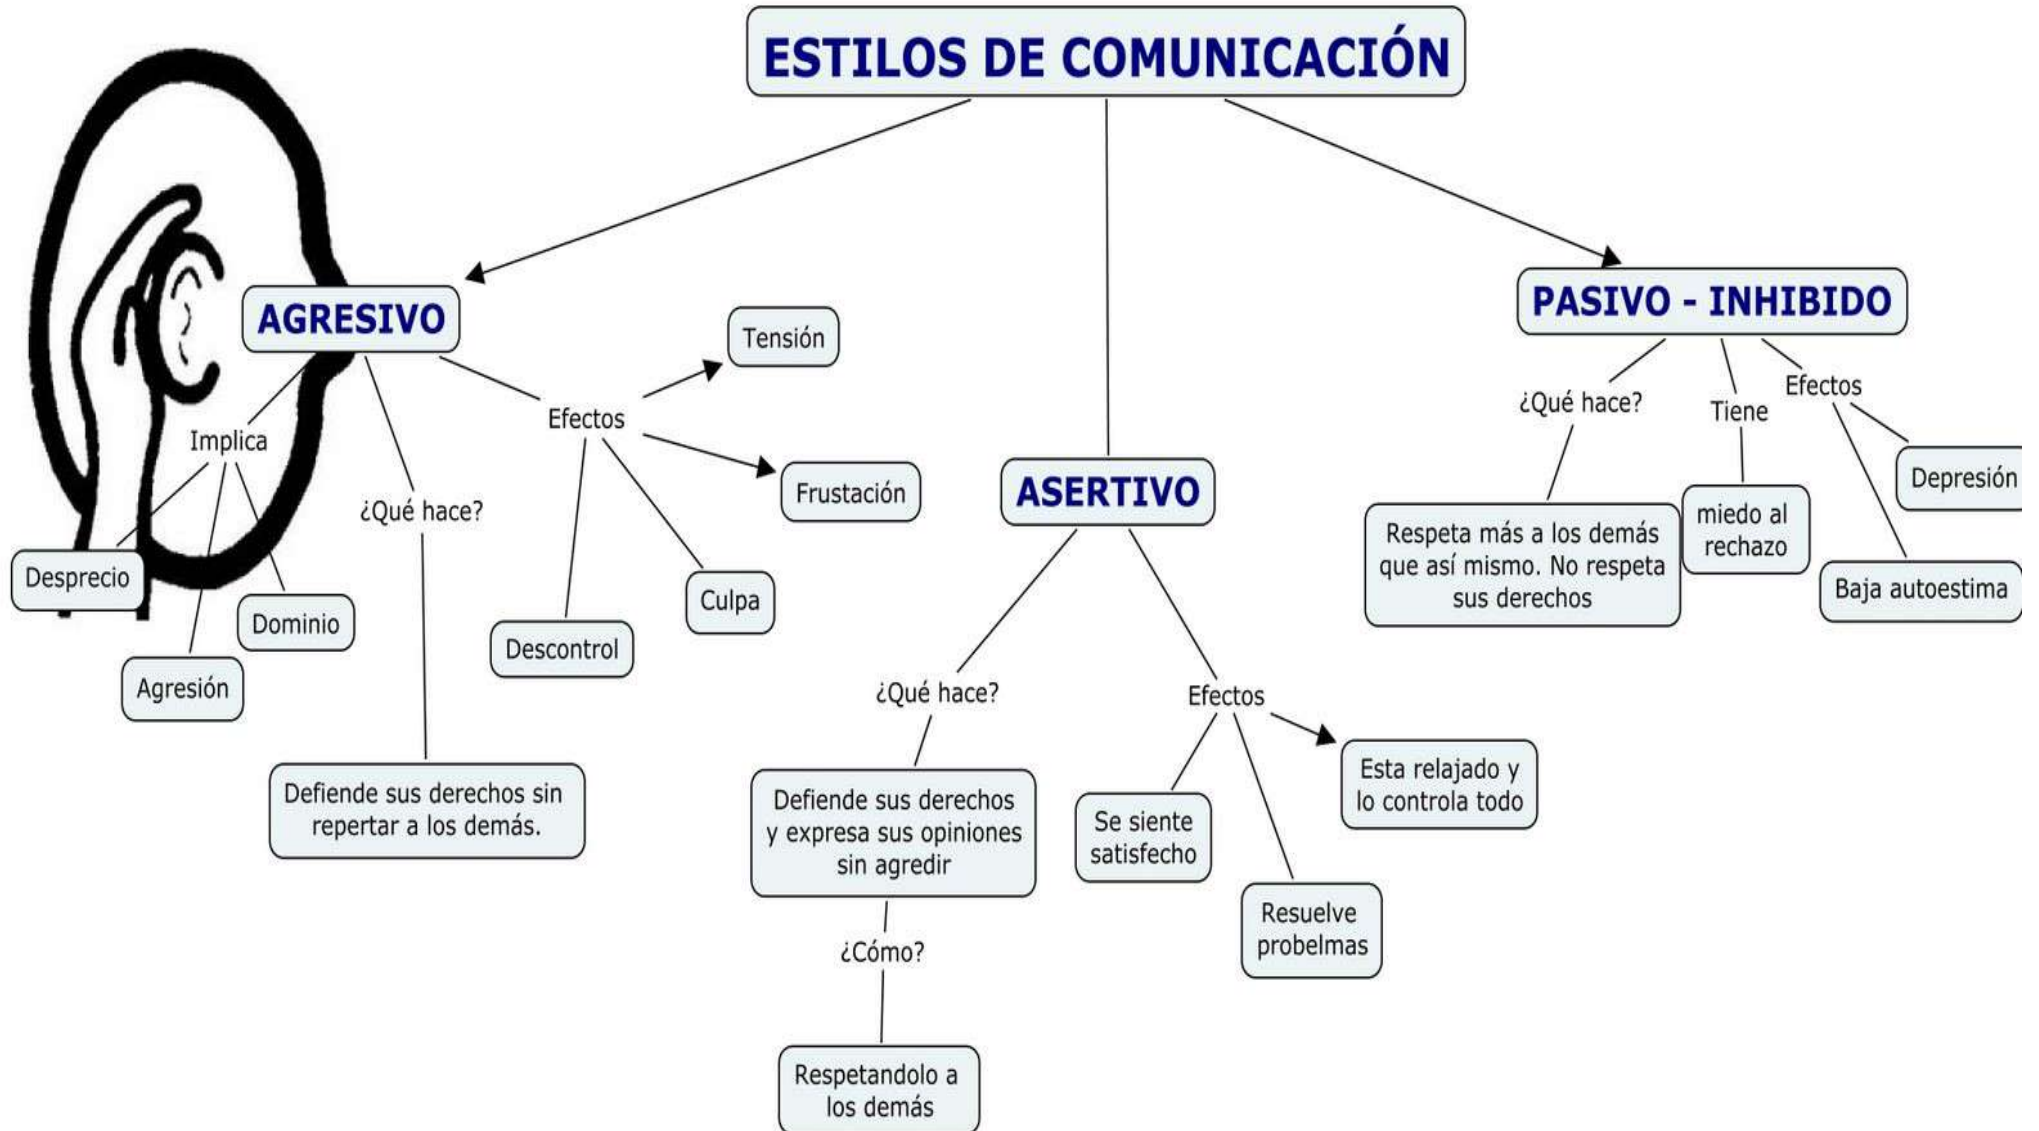 ESTILOS DE COMUNICACIÓN
AGRESIVO
Implica
Desprecio
Agresión
Dominio
¿Qué hace?
Defiende sus derechos sin
repertar a los demás.
Efectos
Tensión
Frustación
Culpa
Descontrol
ASERTIVO
¿Qué hace?
Defiende sus derechos
y expresa sus opiniones
sin agredir
¿Cómo?
Respetandolo a
los demás
Efectos
Se siente
satisfecho
Resuelve
probelmas
Esta relajado y
lo controla todo
PASIVO - INHIBIDO
¿Qué hace?
Respeta más a los demás
que así mismo. No respeta
sus derechos
Tiene
miedo al
rechazo
Efectos
Depresión
Baja autoestima